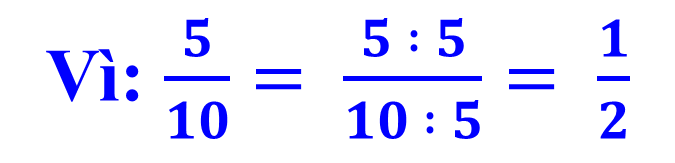 Vì: 5/10 = (5 : 5)/(10 : 5) = 1/2